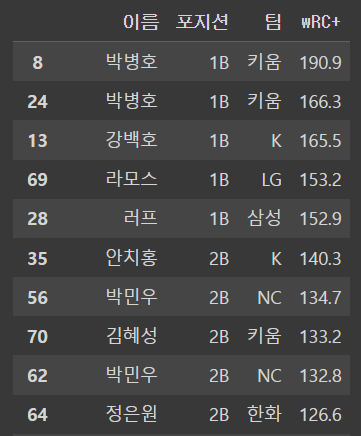 이름 포지션 팀 wRC+
8 박병호 1B 키움 190.9
24 박병호 1B 키움 166.3
13 강백호 1B K 165.5
69 라모스 1B LG 153.2
28 러프 1B 삼성 152.9
35 안치홍 2B K 140.3
56 박민우 2B NC 134.7
70 김혜성 2B 키움 133.2
62 박민우 2B NC 132.8
64 정은원 2B 한화 126.6